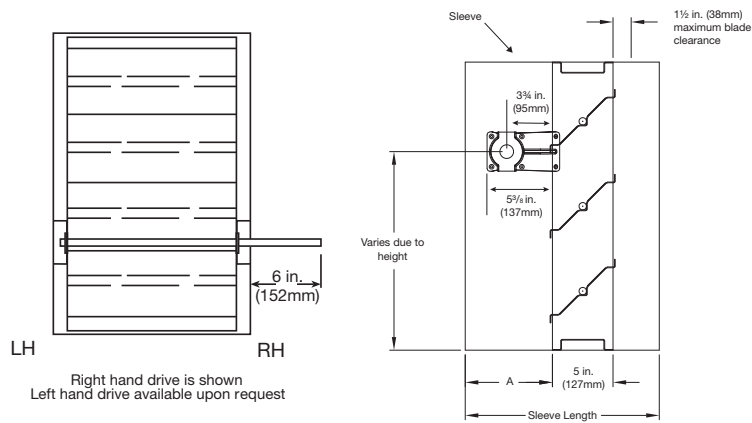 6 in.
(152mm)
LH
RH
Right hand drive is shown
Left hand drive available upon request
Sleeve
1½ in. (38mm)
maximum blade
clearance
3¾ in.
(95mm)
5³/₈ in.
(137mm)
Varies due to
height
A
5 in.
(127mm)
Sleeve Length